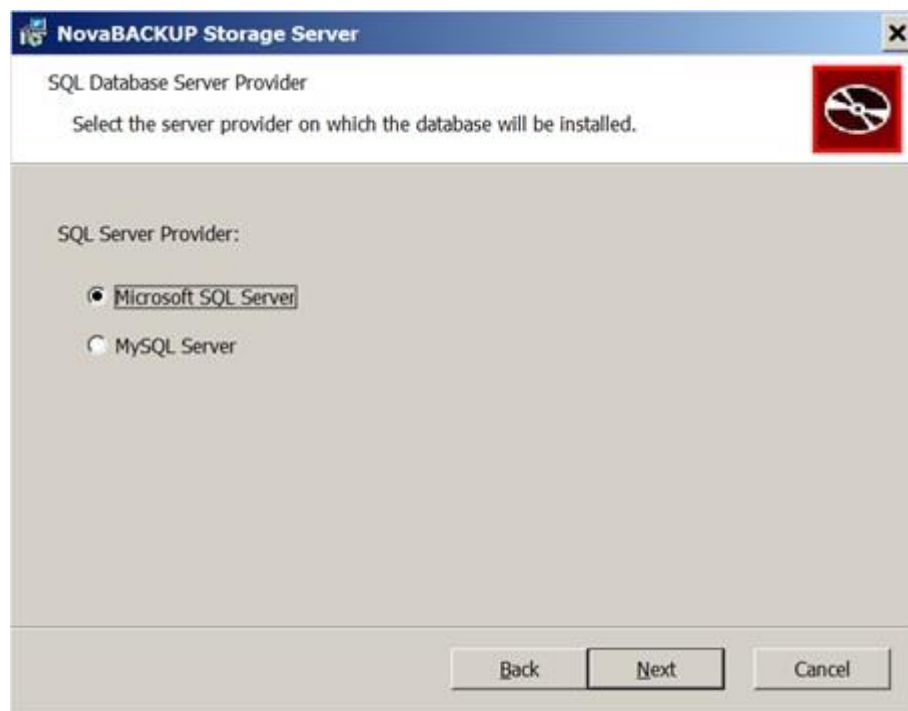 NovaBACKUP Storage Server
SQL Database Server Provider
Select the server provider on which the database will be installed.
SQL Server Provider:
Microsoft SQL Server
MySQL Server
Back Next Cancel